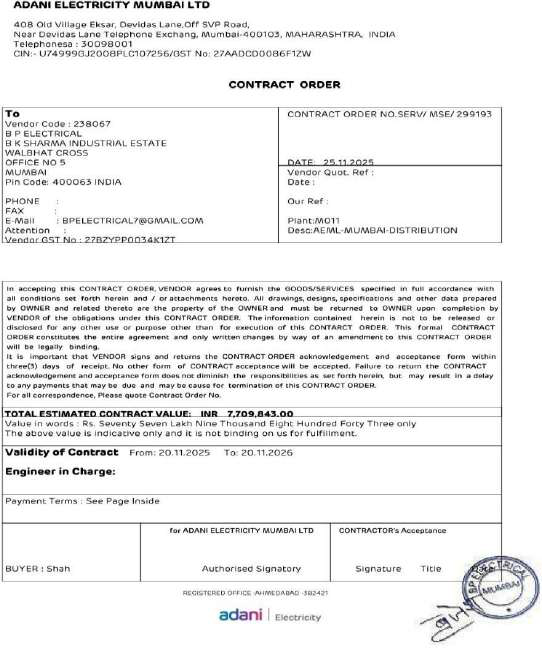 ADANI ELECTRICITY MUMBAI LTD
408 Old Village Eksar, Devidas Lane,Off SVP Road,
Near Devidas Lane Telephone Exchang, Mumbai-400103, MAHARASHTRA, INDIA
Telephonesa : 30098001
CIN:- U74999GJ2008PLC107256/GST No: 27AADCD0086F1ZW
CONTRACT ORDER
To
Vendor Code : 238067
B P ELECTRICAL
B K SHARMA INDUSTRIAL ESTATE
WALBHAT CROSS
OFFICE NO 5
MUMBAI
Pin Code: 400063 INDIA
PHONE :
FAX :
E-Mail : BPELECTRICAL7@GMAIL.COM
Attention :
Vendor GST No : 27BZYPP0034K1ZT
CONTRACT ORDER NO.SERV/ MSE/ 299193
DATE: 25.11.2025
Vendor Quot. Ref :
Date :
Our Ref :
Plant:M011
Desc:AEML-MUMBAI-DISTRIBUTION
In accepting this CONTRACT ORDER, VENDOR agrees to furnish the GOODS/SERVICES specified in full accordance with
all conditions set forth herein and / or attachments hereto. All drawings, designs, specifications and other data prepared
by OWNER and related thereto are the property of the OWNER and must be returned to OWNER upon completion by
VENDOR of the obligations under this CONTRACT ORDER. The information contained herein is not to be released or
disclosed for any other use or purpose other than for execution of this CONTARCT ORDER. This formal CONTRACT
ORDER constitutes the entire agreement and only written changes by way of an amendment to this CONTRACT ORDER
will be legally binding.
It is important that VENDOR signs and returns the CONTRACT ORDER acknowledgement and acceptance form within
three(3) days of receipt. No other form of CONTRACT acceptance will be accepted. Failure to return the CONTRACT
acknowledgement and acceptance form does not diminish the responsibilities as set forth herein, but may result in a delay
to any payments that may be due and may be cause for termination of this CONTRACT ORDER.
For all correspondence, Please quote Contract Order No.
TOTAL ESTIMATED CONTRACT VALUE: INR 7,709,843.00
Value in words : Rs. Seventy Seven Lakh Nine Thousand Eight Hundred Forty Three only
The above value is indicative only and it is not binding on us for fulfillment.
Validity of Contract From: 20.11.2025 To: 20.11.2026
Engineer in Charge:
Payment Terms : See Page Inside
for ADANI ELECTRICITY MUMBAI LTD
CONTRACTOR's Acceptance
BUYER : Shah
Authorised Signatory
Signature Title Date
BP ELECTRICAL
MUMBAI
REGISTERED OFFICE -AHMEDABAD -382421
adani | Electricity